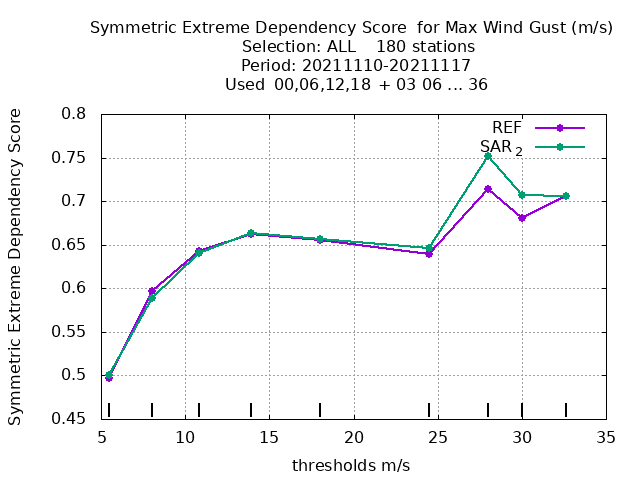 Symmetric Extreme Dependency Score  for Max Wind Gust (m/s)
Selection: ALL    180 stations
Period: 20211110-20211117
Used  00,06,12,18  + 03 06 ... 36
Symmetric Extreme Dependency Score
0.8
0.75
0.7
0.65
0.6
0.55
0.5
0.45
REF
SAR 2
5 10 15 20 25 30 35
thresholds m/s